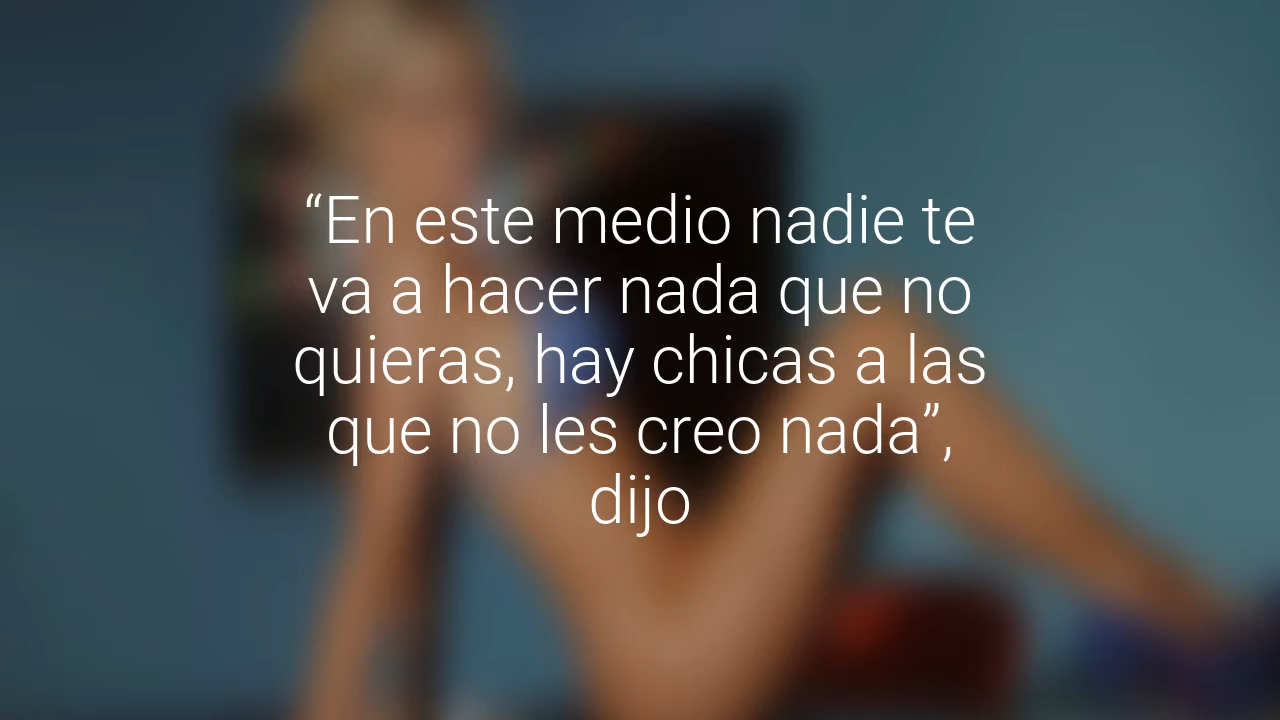 “En este medio nadie te
va a hacer nada que no
quieras, hay chicas a las
que no les creo nada”,
dijo